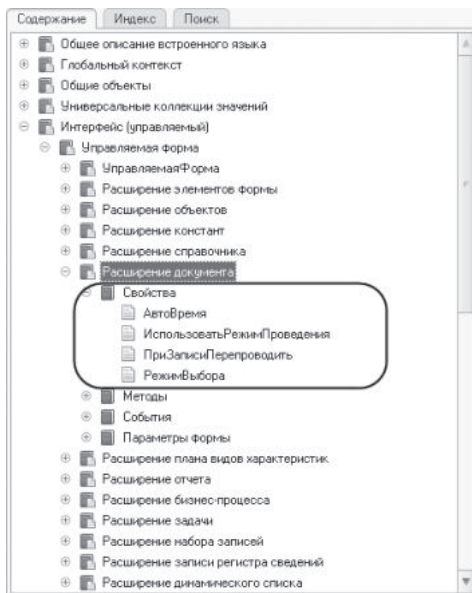 Содержание Индекс Поиск
Общее описание встроенного языка
Глобальный контекст
Общие объекты
Универсальные коллекции значений
Интерфейс (управляемый)
Управляемая форма
УправляемаяФорма
Расширение элементов формы
Расширение объектов
Расширение констант
Расширение справочника
Расширение документа
Свойства
АвтоВремя
ИспользоватьРежимПроведения
ПриЗаписиПерепроводить
РежимВыбора
Методы
События
Параметры формы
Расширение плана видов характеристик
Расширение отчета
Расширение бизнес-процесса
Расширение задачи
Расширение набора записей
Расширение записи регистра сведений
Расширение динамического списка